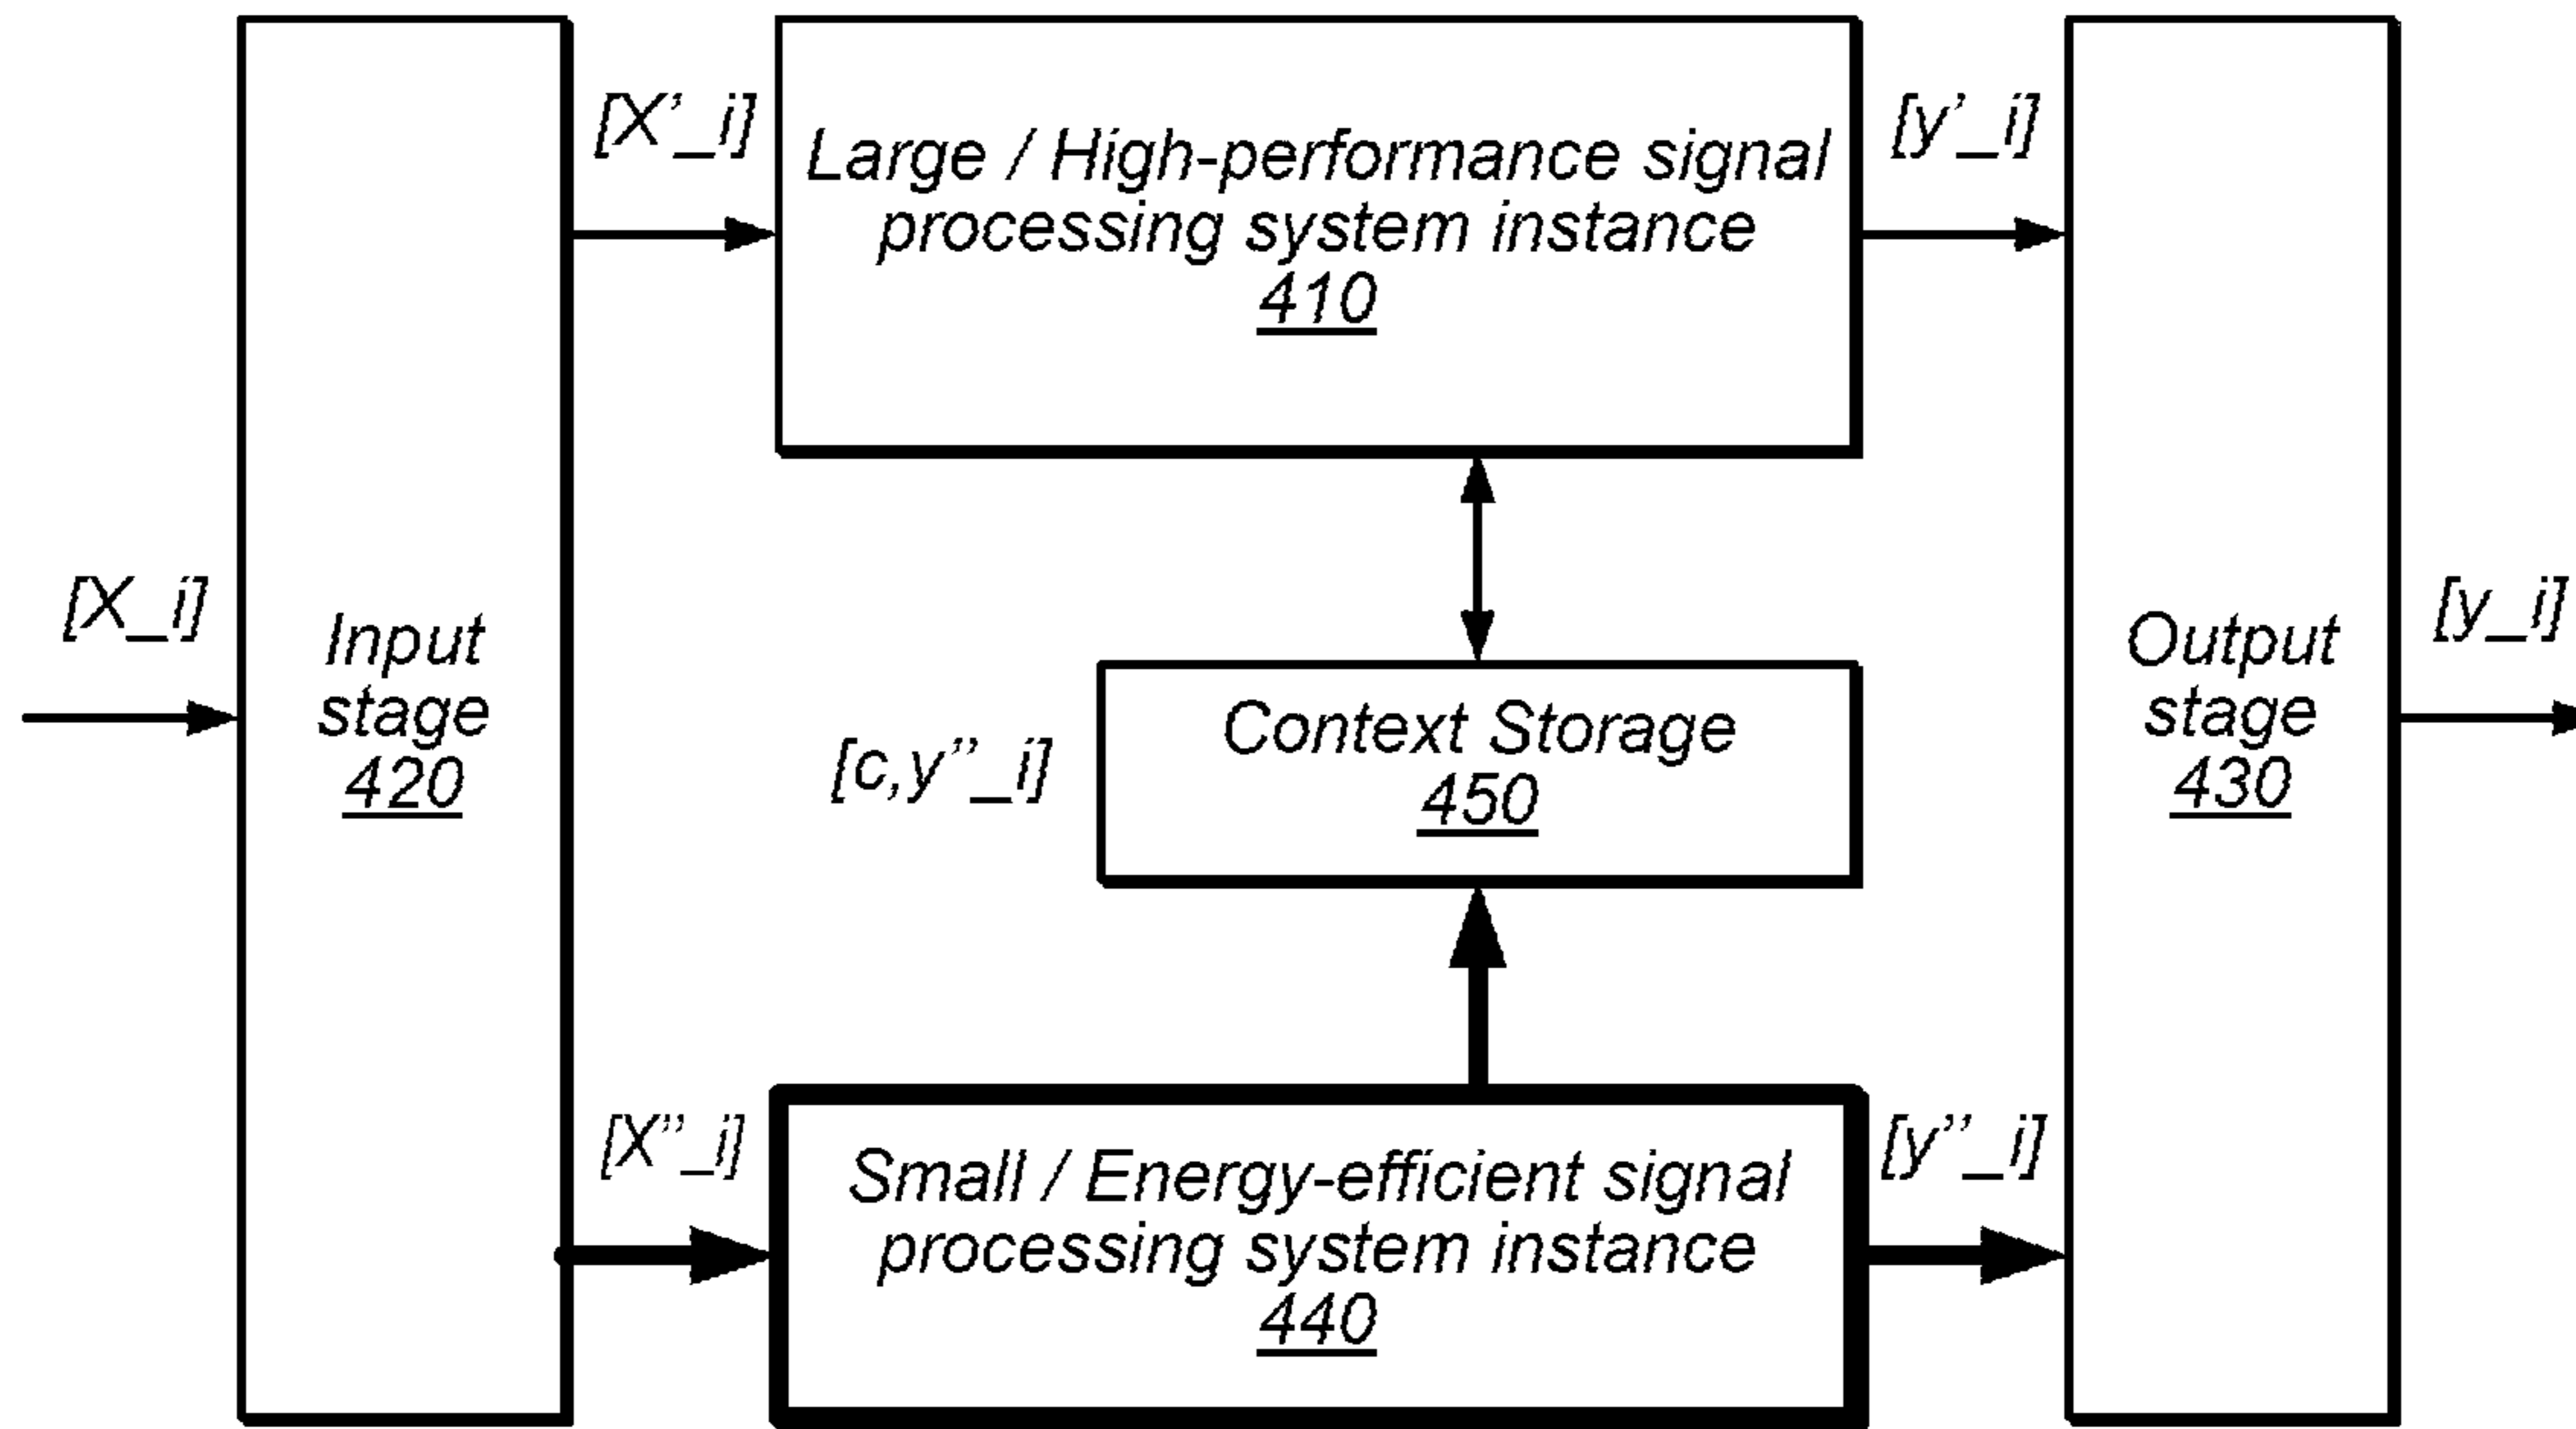 [X_i]
Input
stage
420
[X’_i]
Large / High-performance signal
processing system instance
410
[y’_i]
[c,y’’_i]
Context Storage
450
[X’’_i]
Small / Energy-efficient signal
processing system instance
440
[y’’_i]
Output
stage
430
[y_i]